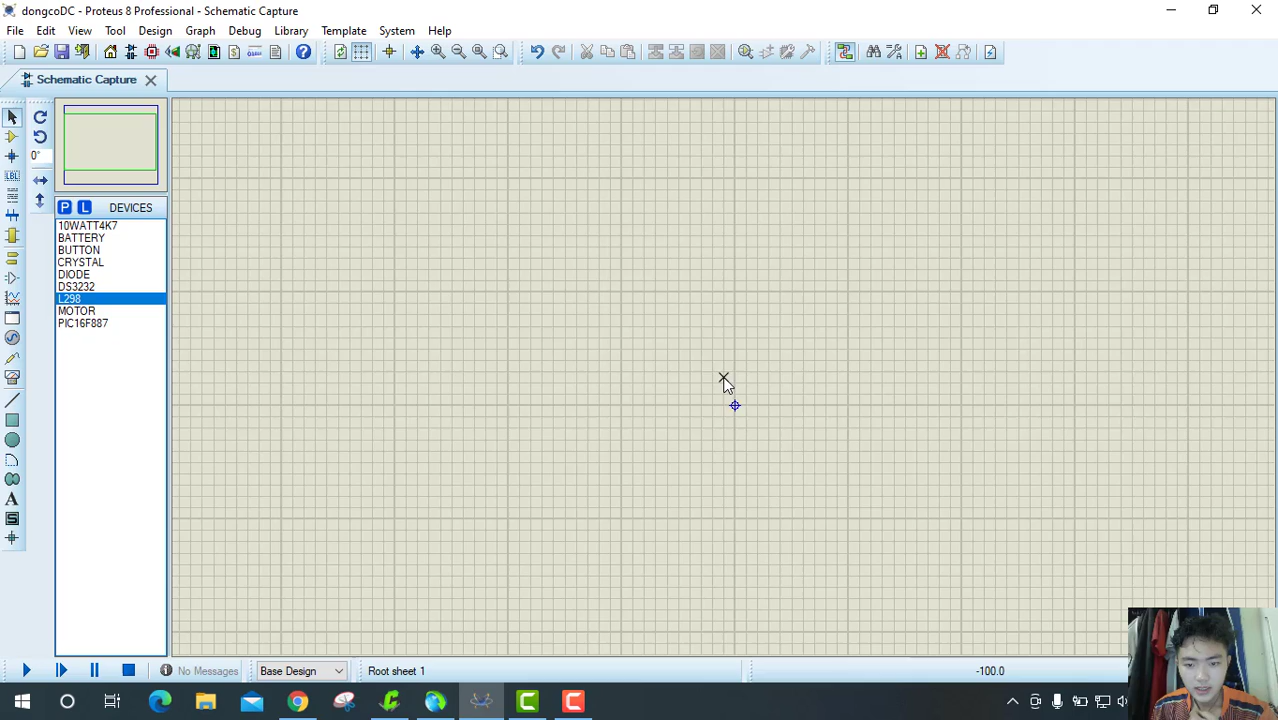 dongcoDC - Proteus 8 Professional - Schematic Capture
File Edit View Tool Design Graph Debug Library Template System Help
Schematic Capture
0°
P L DEVICES
10WATT4K7
BATTERY
BUTTON
CRYSTAL
DIODE
DS3232
L298
MOTOR
PIC16F887
LBL
A
S
No Messages Base Design Root sheet 1 -100.0